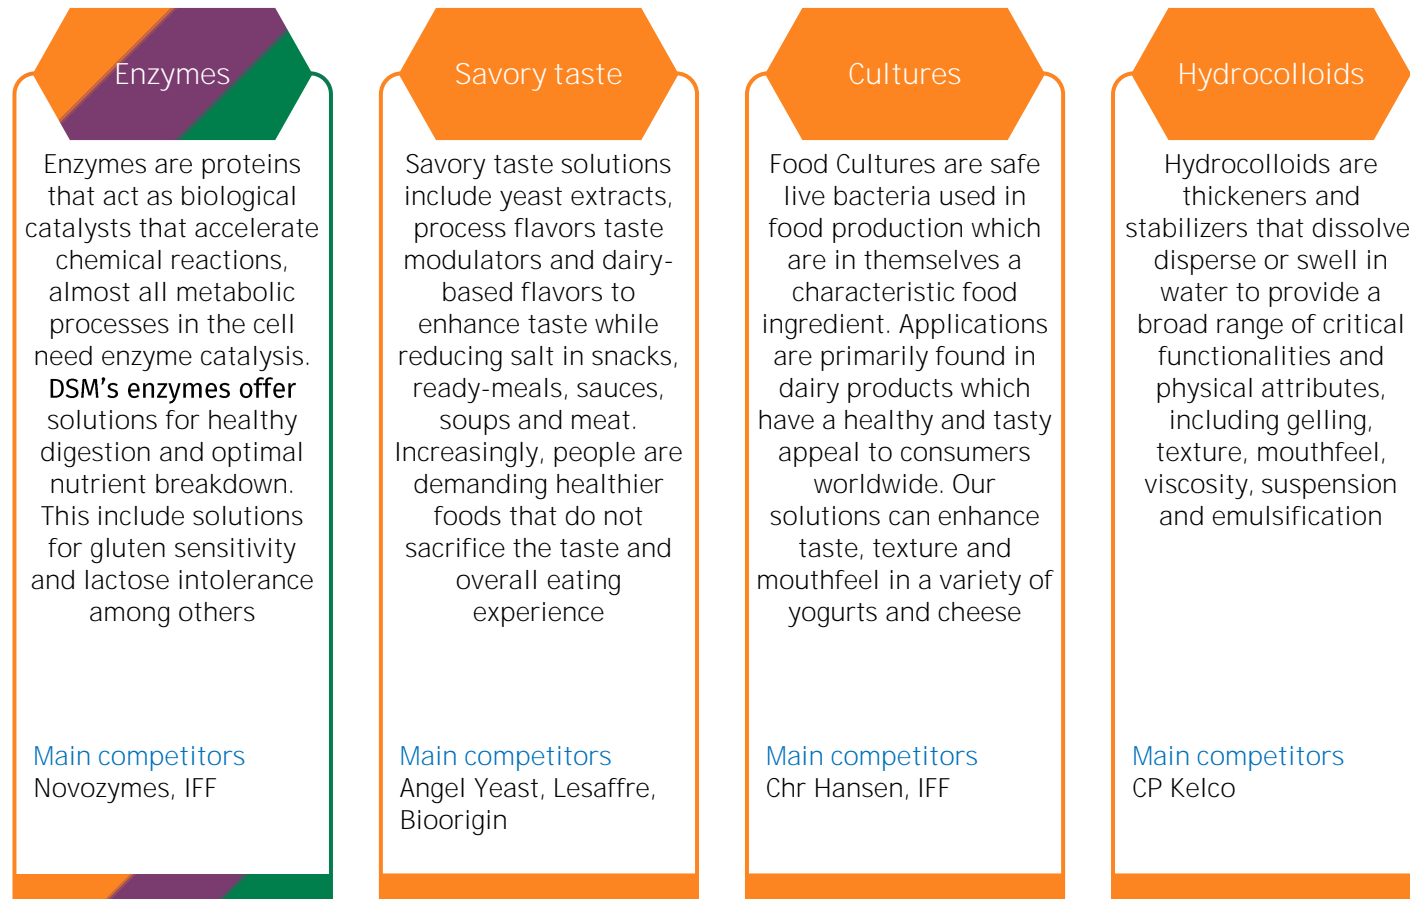 Enzymes
Enzymes are proteins
that act as biological
catalysts that accelerate
chemical reactions,
almost all metabolic
processes in the cell
need enzyme catalysis.
DSM's enzymes offer
solutions for healthy
digestion and optimal
nutrient breakdown.
This include solutions
for gluten sensitivity
and lactose intolerance
among others
Main competitors
Novozymes, IFF
Savory taste
Savory taste solutions
include yeast extracts,
process flavors taste
modulators and dairy-
based flavors to
enhance taste while
reducing salt in snacks,
ready-meals, sauces,
soups and meat.
Increasingly, people are
demanding healthier
foods that do not
sacrifice the taste and
overall eating
experience
Main competitors
Angel Yeast, Lesaffre,
Bioorigin
Cultures
Food Cultures are safe
live bacteria used in
food production which
are in themselves a
characteristic food
ingredient. Applications
are primarily found in
dairy products which
have a healthy and tasty
appeal to consumers
worldwide. Our
solutions can enhance
taste, texture and
mouthfeel in a variety of
yogurts and cheese
Main competitors
Chr Hansen, IFF
Hydrocolloids
Hydrocolloids are
thickeners and
stabilizers that dissolve
disperse or swell in
water to provide a
broad range of critical
functionalities and
physical attributes,
including gelling,
texture, mouthfeel,
viscosity, suspension
and emulsification
Main competitors
CP Kelco